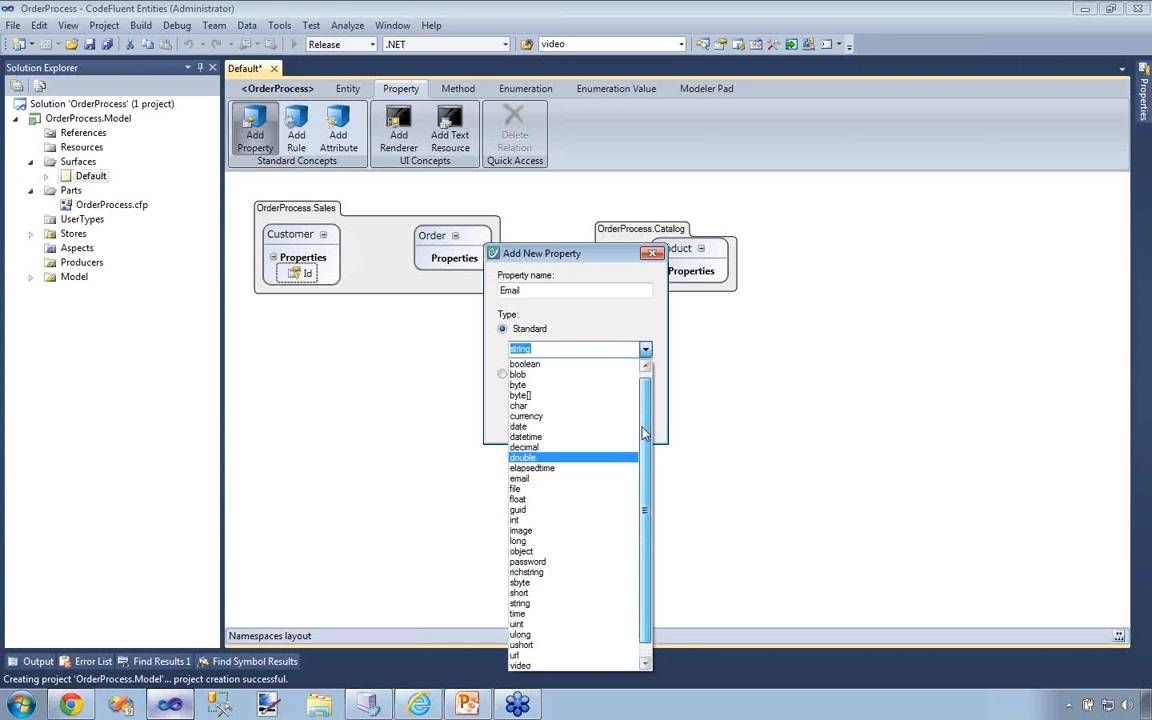 OrderProcess - CodeFluent Entities (Administrator)
File Edit View Project Build Debug Team Data Tools Test Analyze Window Help
Release .NET video
Solution Explorer
Default*
Solution 'OrderProcess' (1 project)
OrderProcess.Model
References
Resources
Surfaces
Default
Parts
OrderProcess.cfp
UserTypes
Stores
Aspects
Producers
Model
<OrderProcess> Entity Property Method Enumeration Enumeration Value Modeler Pad
Add Property
Add Rule
Add Attribute
Standard Concepts
Add Renderer
Add Text Resource
UI Concepts
Delete Relation
Quick Access
OrderProcess.Sales
Customer
Properties
Id
Order
Properties
OrderProcess.Catalog
oduct
Properties
Add New Property
Property name:
Email
Type:
Standard
string
boolean
blob
byte
byte[]
char
currency
date
datetime
decimal
double
elapsedtime
email
file
float
guid
int
image
long
object
password
richstring
sbyte
short
string
time
uint
ulong
ushort
url
video
Namespaces layout
Properties
Output Error List Find Results 1 Find Symbol Results
Creating project 'OrderProcess.Model'... project creation successful.